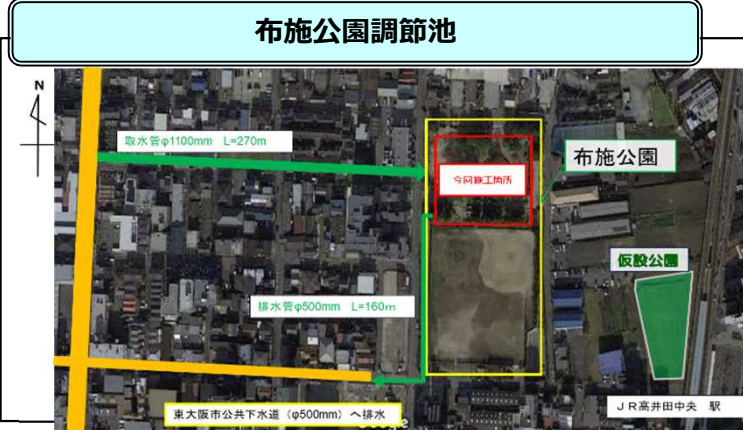 布施公園調節池
N
取水管φ1100mm L=270m
布施公園
今回施工箇所
仮設公園
排水管φ500mm L=160m
JR高井田中央 駅
東大阪市公共下水道（φ500mm）へ排水